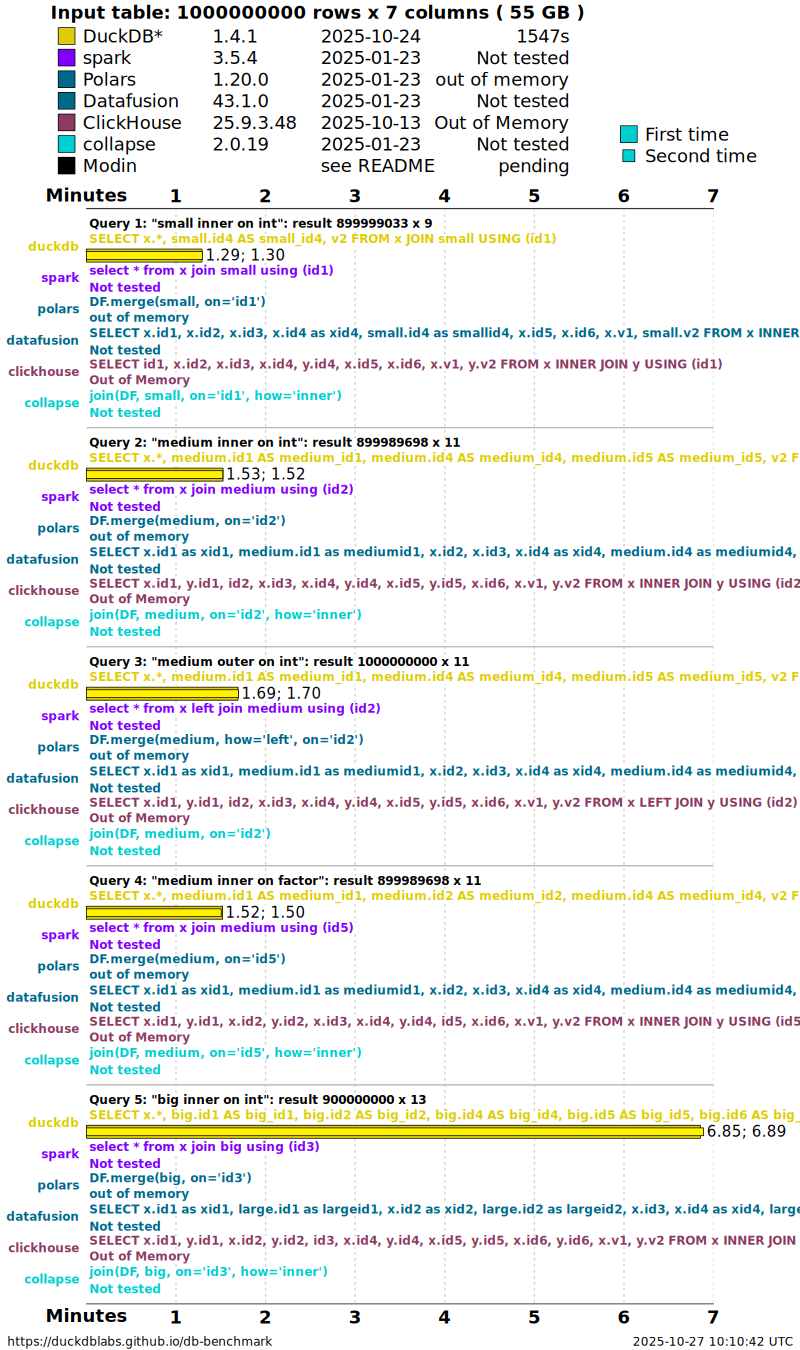 Input table: 1000000000 rows x 7 columns ( 55 GB )
DuckDB* 1.4.1 2025-10-24 1547s
spark 3.5.4 2025-01-23 Not tested
Polars 1.20.0 2025-01-23 out of memory
Datafusion 43.1.0 2025-01-23 Not tested
ClickHouse 25.9.3.48 2025-10-13 Out of Memory
collapse 2.0.19 2025-01-23 Not tested
Modin see README pending
First time
Second time
Minutes 1 2 3 4 5 6 7
Query 1: "small inner on int": result 899999033 x 9
duckdb SELECT x.*, small.id4 AS small_id4, v2 FROM x JOIN small USING (id1)
1.29; 1.30
spark select * from x join small using (id1)
Not tested
polars DF.merge(small, on='id1')
out of memory
datafusion SELECT x.id1, x.id2, x.id3, x.id4 as xid4, small.id4 as smallid4, x.id5, x.id6, x.v1, small.v2 FROM x INNER
Not tested
clickhouse SELECT id1, x.id2, x.id3, x.id4, y.id4, x.id5, x.id6, x.v1, y.v2 FROM x INNER JOIN y USING (id1)
Out of Memory
collapse join(DF, small, on='id1', how='inner')
Not tested
Query 2: "medium inner on int": result 899989698 x 11
duckdb SELECT x.*, medium.id1 AS medium_id1, medium.id4 AS medium_id4, medium.id5 AS medium_id5, v2 F
1.53; 1.52
spark select * from x join medium using (id2)
Not tested
polars DF.merge(medium, on='id2')
out of memory
datafusion SELECT x.id1 as xid1, medium.id1 as mediumid1, x.id2, x.id3, x.id4 as xid4, medium.id4 as mediumid4,
Not tested
clickhouse SELECT x.id1, y.id1, id2, x.id3, x.id4, y.id4, x.id5, y.id5, x.id6, x.v1, y.v2 FROM x INNER JOIN y USING (id2
Out of Memory
collapse join(DF, medium, on='id2', how='inner')
Not tested
Query 3: "medium outer on int": result 1000000000 x 11
duckdb SELECT x.*, medium.id1 AS medium_id1, medium.id4 AS medium_id4, medium.id5 AS medium_id5, v2 F
1.69; 1.70
spark select * from x left join medium using (id2)
Not tested
polars DF.merge(medium, how='left', on='id2')
out of memory
datafusion SELECT x.id1 as xid1, medium.id1 as mediumid1, x.id2, x.id3, x.id4 as xid4, medium.id4 as mediumid4,
Not tested
clickhouse SELECT x.id1, y.id1, id2, x.id3, x.id4, y.id4, x.id5, y.id5, x.id6, x.v1, y.v2 FROM x LEFT JOIN y USING (id2)
Out of Memory
collapse join(DF, medium, on='id2')
Not tested
Query 4: "medium inner on factor": result 899989698 x 11
duckdb SELECT x.*, medium.id1 AS medium_id1, medium.id2 AS medium_id2, medium.id4 AS medium_id4, v2 F
1.52; 1.50
spark select * from x join medium using (id5)
Not tested
polars DF.merge(medium, on='id5')
out of memory
datafusion SELECT x.id1 as xid1, medium.id1 as mediumid1, x.id2, x.id3, x.id4 as xid4, medium.id4 as mediumid4,
Not tested
clickhouse SELECT x.id1, y.id1, x.id2, y.id2, x.id3, x.id4, y.id4, id5, x.id6, x.v1, y.v2 FROM x INNER JOIN y USING (id5
Out of Memory
collapse join(DF, medium, on='id5', how='inner')
Not tested
Query 5: "big inner on int": result 900000000 x 13
duckdb SELECT x.*, big.id1 AS big_id1, big.id2 AS big_id2, big.id4 AS big_id4, big.id5 AS big_id5, big.id6 AS big_
6.85; 6.89
spark select * from x join big using (id3)
Not tested
polars DF.merge(big, on='id3')
out of memory
datafusion SELECT x.id1 as xid1, large.id1 as largeid1, x.id2 as xid2, large.id2 as largeid2, x.id3, x.id4 as xid4, large
Not tested
clickhouse SELECT x.id1, y.id1, x.id2, y.id2, id3, x.id4, y.id4, x.id5, y.id5, x.id6, y.id6, x.v1, y.v2 FROM x INNER JOIN
Out of Memory
collapse join(DF, big, on='id3', how='inner')
Not tested
Minutes 1 2 3 4 5 6 7
https://duckdblabs.github.io/db-benchmark 2025-10-27 10:10:42 UTC